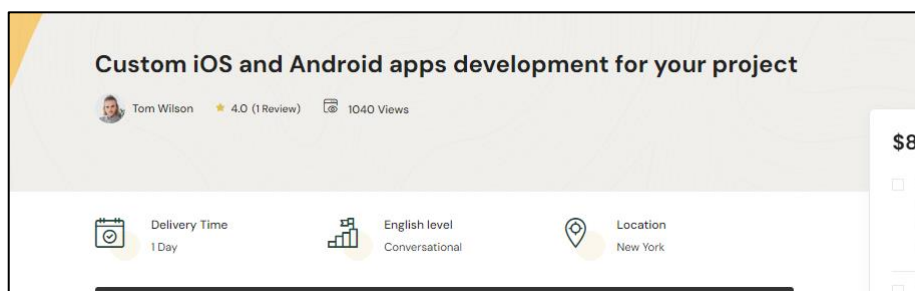 Custom iOS and Android apps development for your project
Tom Wilson 4.0 (1 Review) 1040 Views
$8
Delivery Time
1 Day
English level
Conversational
Location
New York